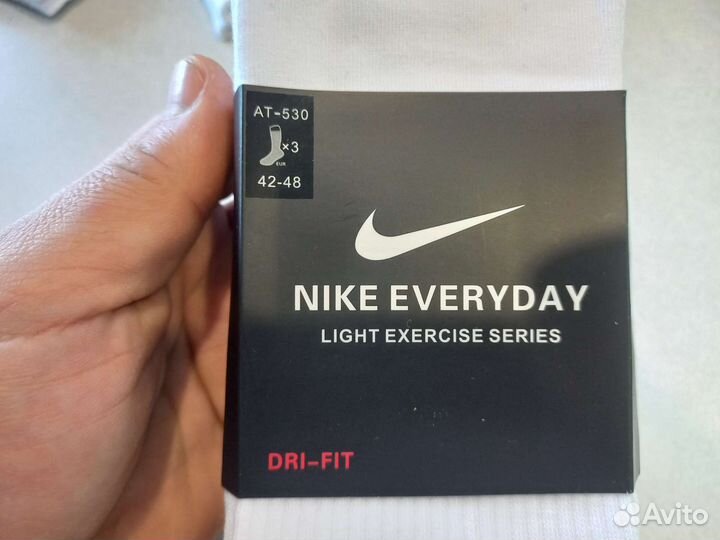 AT-530
×3
EUR
42-48
NIKE EVERYDAY
LIGHT EXERCISE SERIES
DRI-FIT
Avito